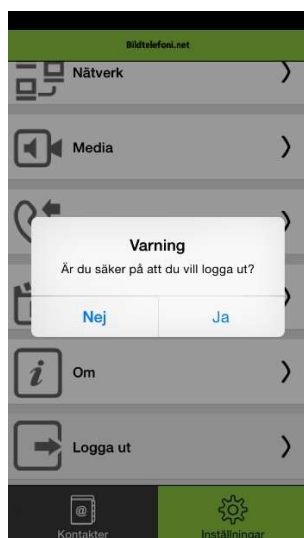 Bildtelefoni.net
Nätverk
Media
Varning
Är du säker på att du vill logga ut?
Nej
Ja
Om
Logga ut
Kontakter
Inställningar